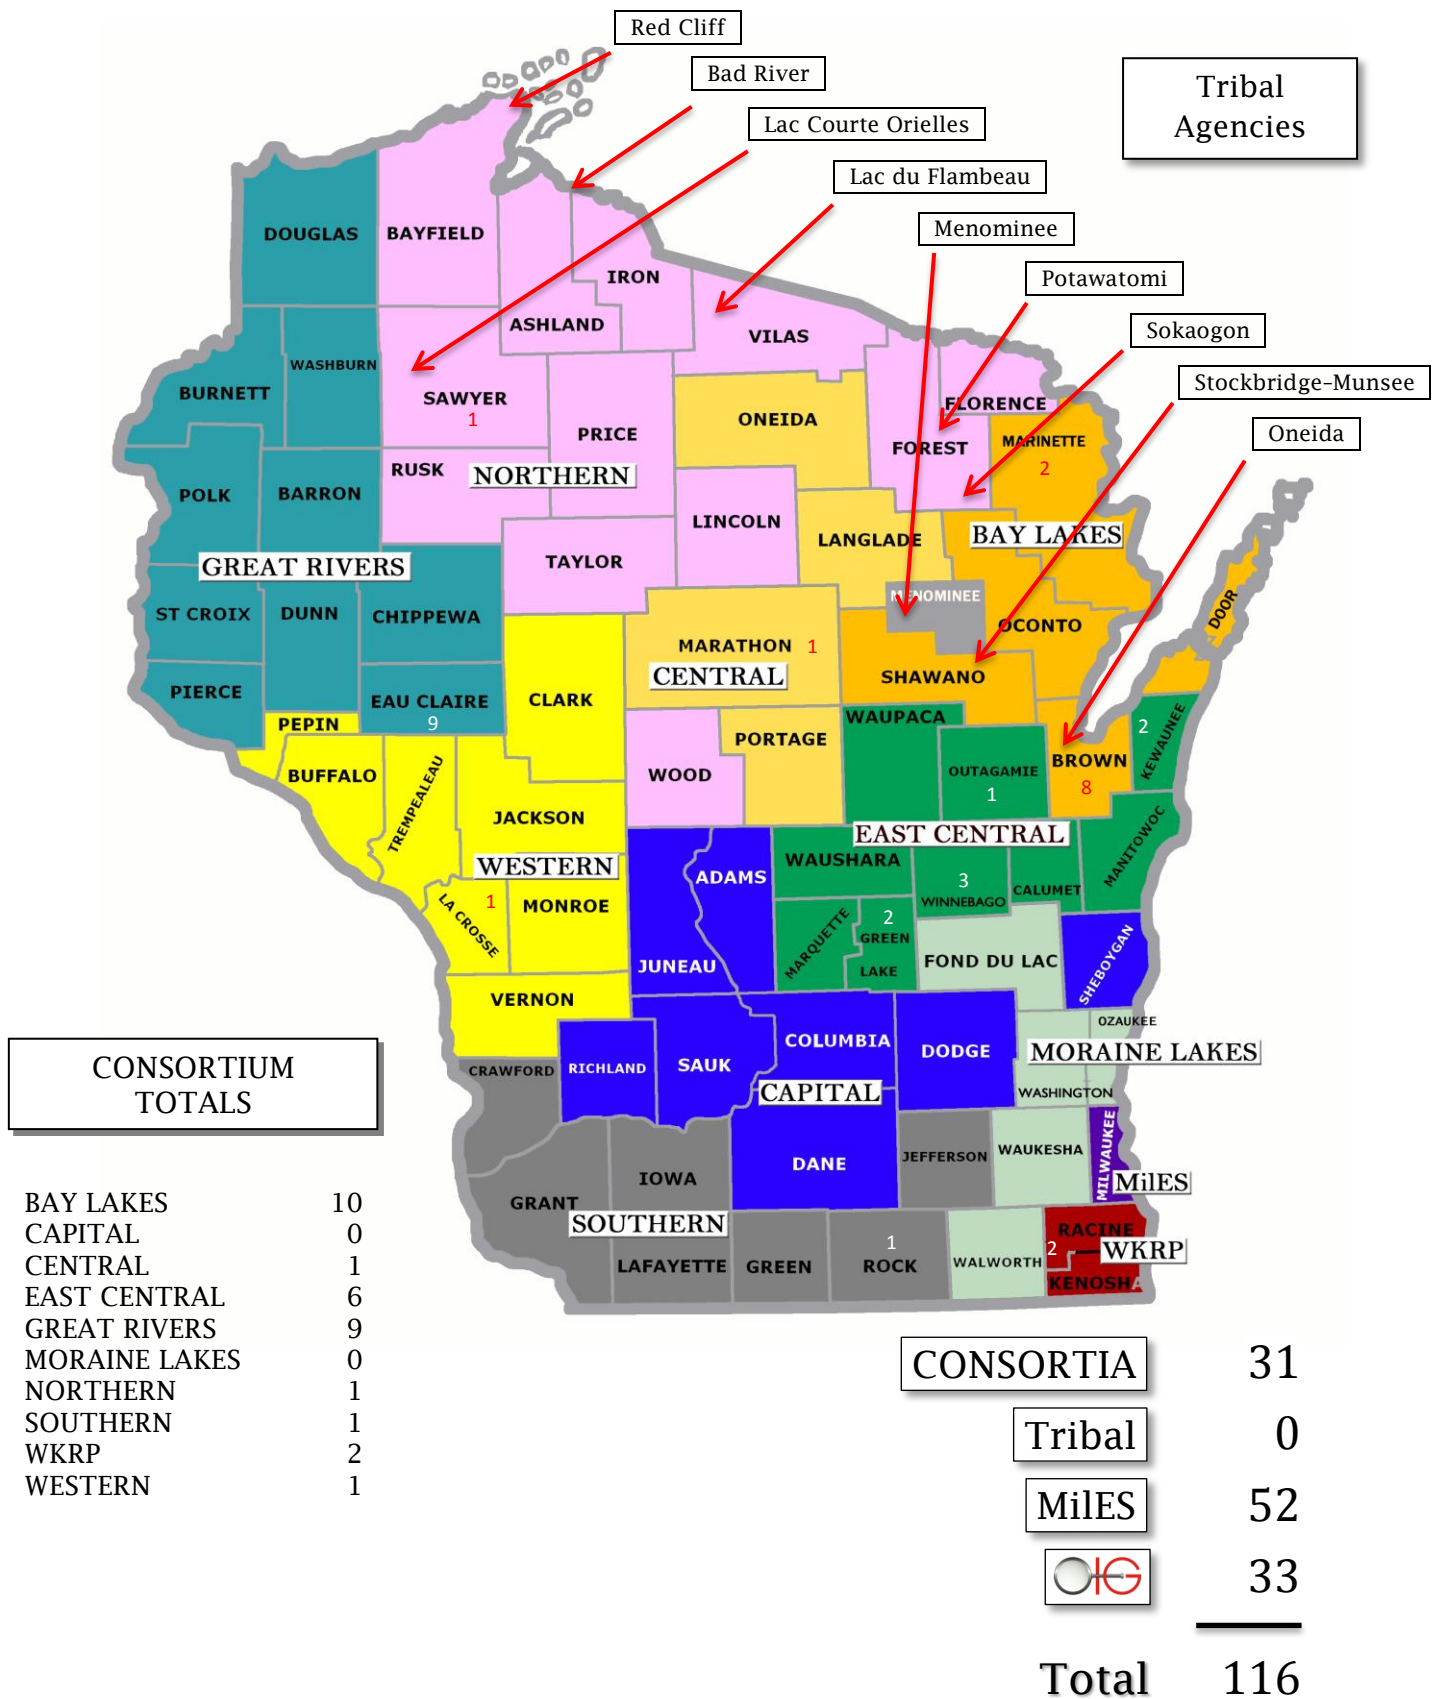 Red Cliff
Bad River
Tribal
Agencies
Lac Courte Orielles
Lac du Flambeau
Menominee
Potawatomi
Sokaogon
Stockbridge-Munsee
Oneida
DOUGLAS
BAYFIELD
IRON
ASHLAND
VILAS
WASHBURN
BURNETT
SAWYER
1
FLORENCE
ONEIDA
PRICE
FOREST
MARINETTE
2
RUSK
NORTHERN
POLK
BARRON
LINCOLN
LANGLADE
BAY LAKES
TAYLOR
GREAT RIVERS
MENOMINEE
DOOR
ST CROIX
DUNN
CHIPPEWA
OCONTO
MARATHON 1
CENTRAL
SHAWANO
PIERCE
EAU CLAIRE
9
CLARK
PEPIN
WAUPACA
2
KEWAUNEE
PORTAGE
BUFFALO
WOOD
OUTAGAMIE
1
BROWN
8
TREMPEALEAU
JACKSON
EAST CENTRAL
MANITOWOC
WESTERN
WAUSHARA
ADAMS
3
WINNEBAGO
CALUMET
1
LA CROSSE
MONROE
MARQUETTE
2
GREEN
LAKE
JUNEAU
FOND DU LAC
SHEBOYGAN
VERNON
OZAUKEE
COLUMBIA
DODGE
MORAINE LAKES
CRAWFORD
RICHLAND
SAUK
CAPITAL
WASHINGTON
DANE
JEFFERSON
WAUKESHA
MILWAUKEE
MilES
IOWA
GRANT
SOUTHERN
RACINE
2
WKRP
1
ROCK
LAFAYETTE
GREEN
WALWORTH
KENOSHA
CONSORTIUM
TOTALS
BAY LAKES 10
CAPITAL 0
CENTRAL 1
EAST CENTRAL 6
GREAT RIVERS 9
MORAINE LAKES 0
NORTHERN 1
SOUTHERN 1
WKRP 2
WESTERN 1
CONSORTIA 31
Tribal 0
MilES 52
OIG 33
Total 116